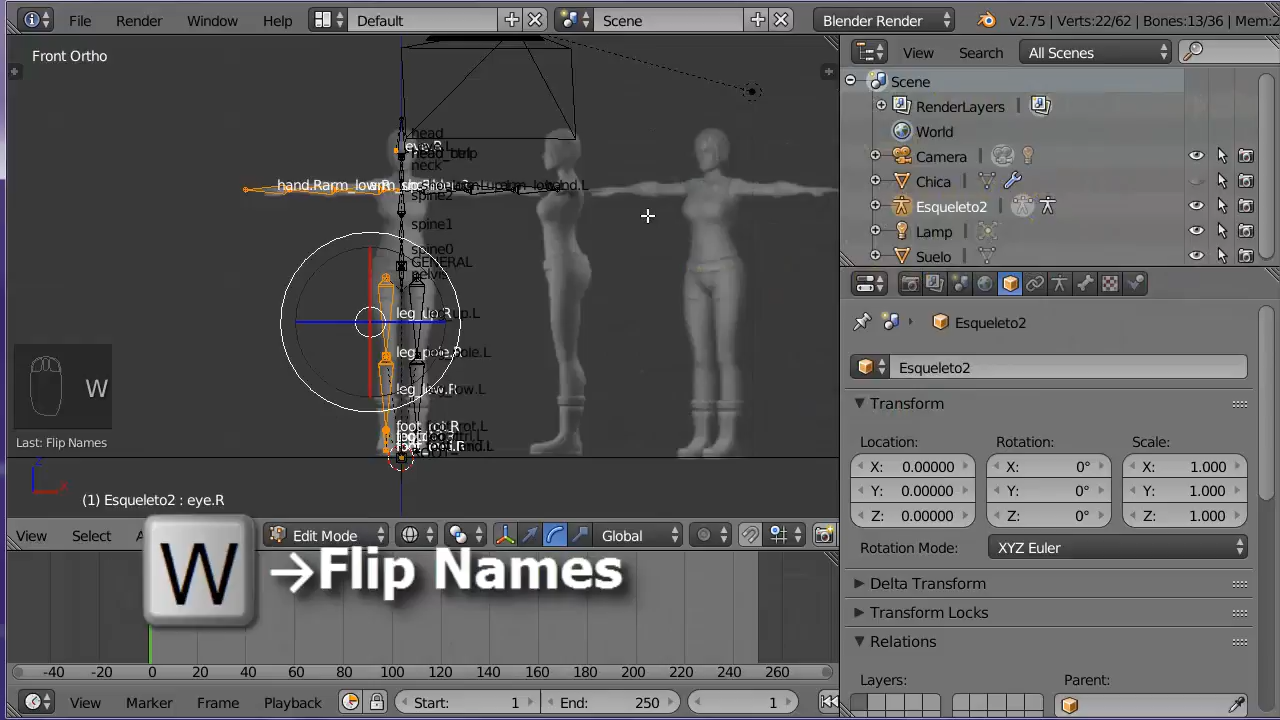 File Render Window Help Default Scene Blender Render v2.75 | Verts:22/62 | Bones:13/36 | Mem:2
Front Ortho
View Search All Scenes
Scene
RenderLayers
World
Camera
Chica
Esqueleto2
Lamp
Suelo
head
neck
hand.R
spine2
spine1
spine0
GENERAL
pelvis
leg_up.R
leg_low.R
foot_rot.R
W
Last: Flip Names
(1) Esqueleto2 : eye.R
View Select Edit Mode Global
W →Flip Names
Esqueleto2
Esqueleto2
Transform
Location: Rotation: Scale:
X: 0.00000 X: 0° X: 1.000
Y: 0.00000 Y: 0° Y: 1.000
Z: 0.00000 Z: 0° Z: 1.000
Rotation Mode: XYZ Euler
Delta Transform
Transform Locks
Relations
Layers: Parent:
-40 -20 0 20 40 60 80 100 120 140 160 180 200 220 240 260
View Marker Frame Playback Start: 1 End: 250 1